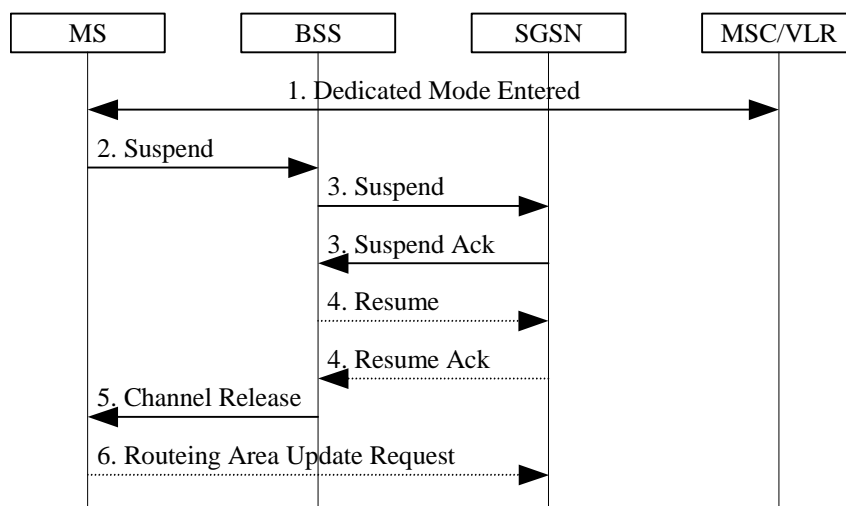 MS BSS SGSN MSC/VLR
1. Dedicated Mode Entered
2. Suspend
3. Suspend
3. Suspend Ack
4. Resume
4. Resume Ack
5. Channel Release
6. Routeing Area Update Request